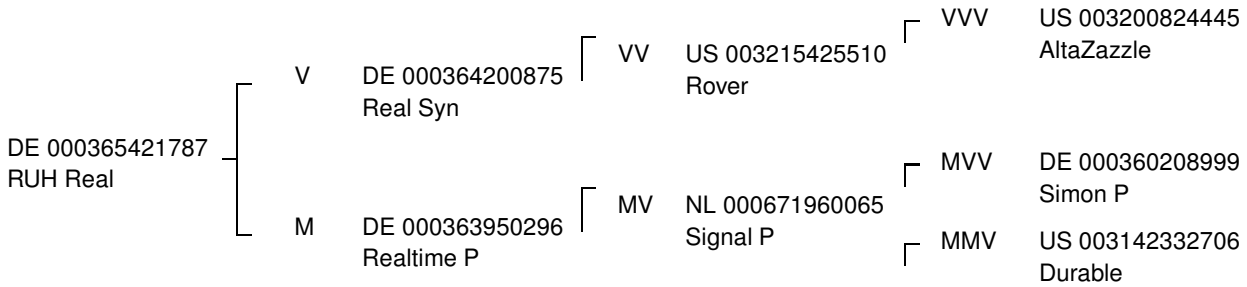 DE 000365421787
RUH Real
V DE 000364200875
Real Syn
M DE 000363950296
Realtime P
VV US 003215425510
Rover
MV NL 000671960065
Signal P
VVV US 003200824445
AltaZazzle
MVV DE 000360208999
Simon P
MMV US 003142332706
Durable